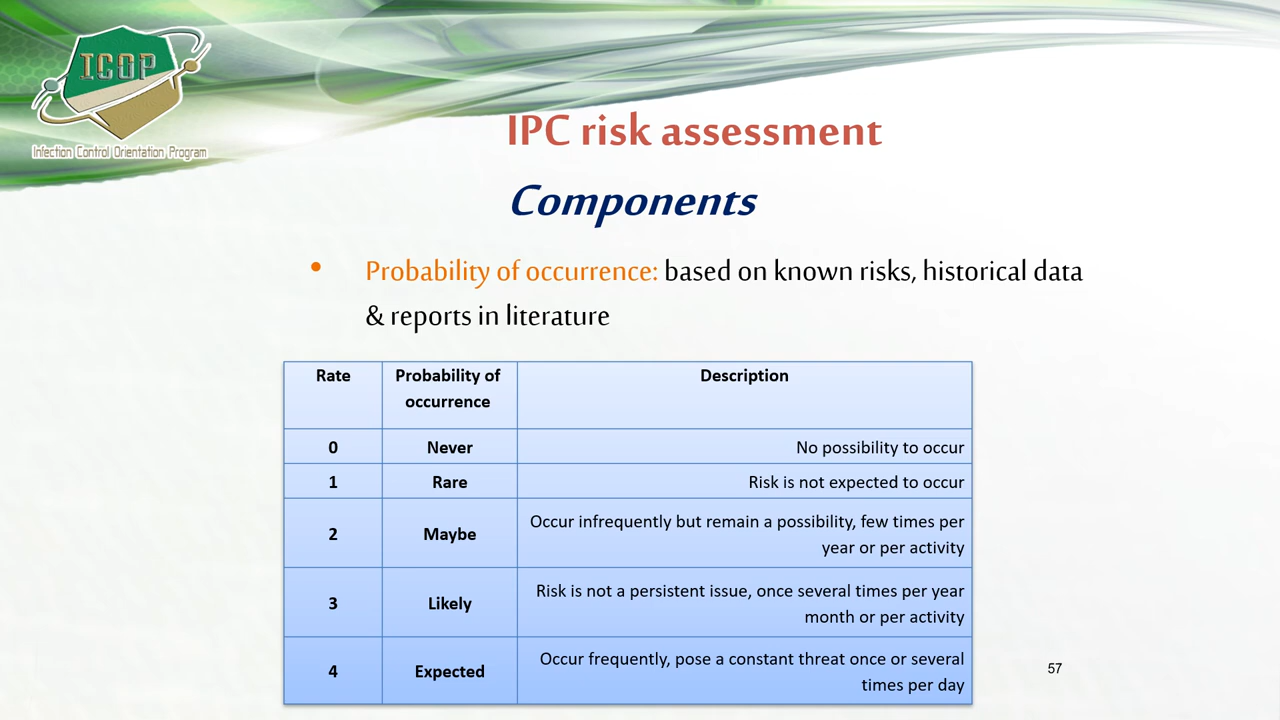 ICOP
Infection Control Orientation Program
IPC risk assessment
Components
• Probability of occurrence: based on known risks, historical data
& reports in literature
Rate Probability of occurrence Description
0 Never No possibility to occur
1 Rare Risk is not expected to occur
2 Maybe Occur infrequently but remain a possibility, few times per
year or per activity
3 Likely Risk is not a persistent issue, once several times per year
month or per activity
4 Expected Occur frequently, pose a constant threat once or several
times per day
57